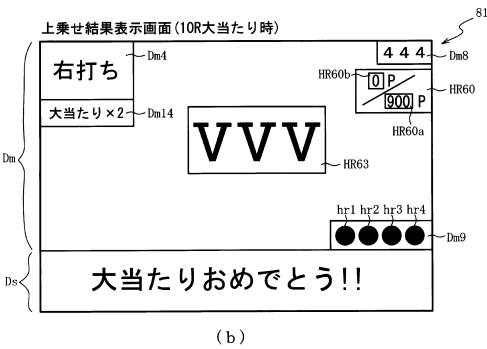 上乗せ結果表示画面(10R大当たり時)
81
右打ち
Dm4
大当たり×2
Dm14
444
Dm8
HR60b
0 P
HR60
900 P
HR60a
VVV
HR63
Dm
hr1 hr2 hr3 hr4
Dm9
Ds
大当たりおめでとう!!
(b)